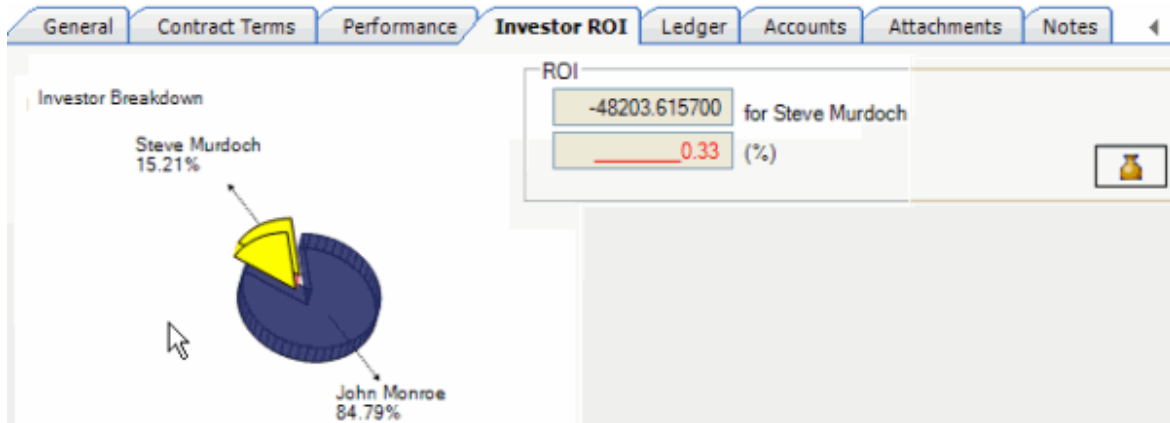 General Contract Terms Performance Investor ROI Ledger Accounts Attachments Notes
Investor Breakdown
Steve Murdoch
15.21%
John Monroe
84.79%
ROI
-48203.615700 for Steve Murdoch
_______0.33 (%)